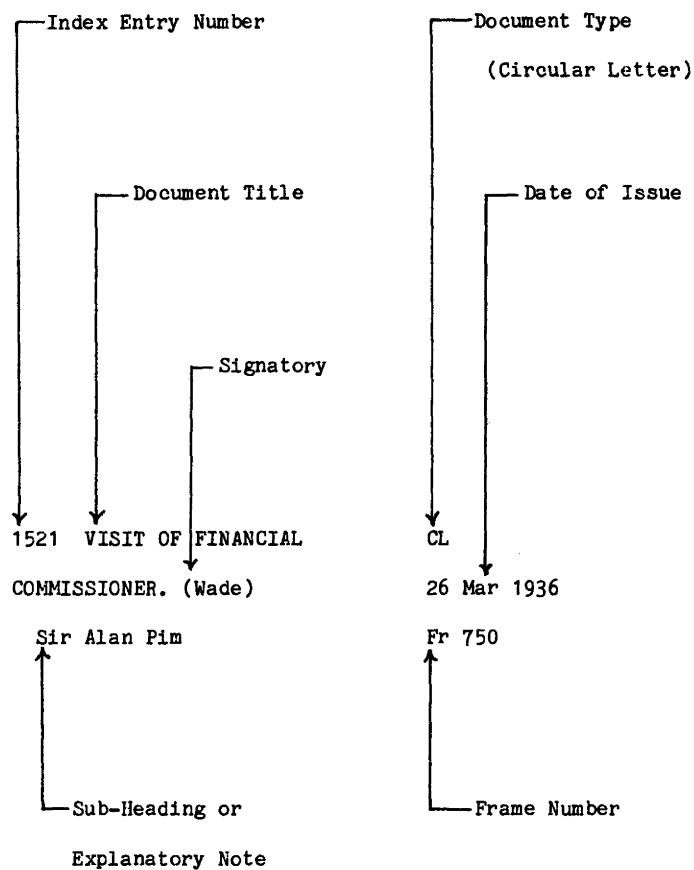 Index Entry Number
Document Type
(Circular Letter)
Document Title
Date of Issue
Signatory
1521 VISIT OF FINANCIAL
CL
COMMISSIONER. (Wade)
26 Mar 1936
Sir Alan Pim
Fr 750
Sub-Heading or
Frame Number
Explanatory Note